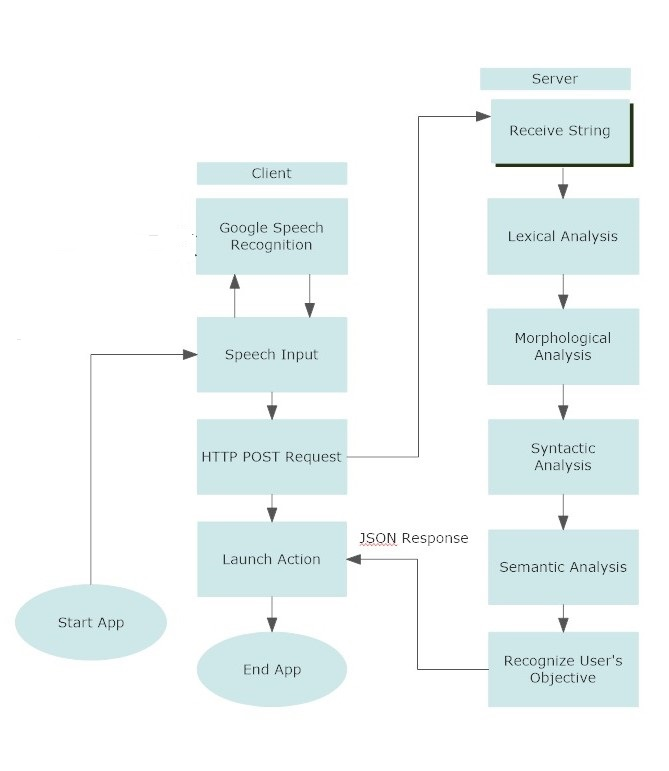 Server
Receive String
Client
Google Speech
Recognition
Lexical Analysis
Speech Input
Morphological
Analysis
HTTP POST Request
Syntactic
Analysis
JSON Response
Launch Action
Semantic Analysis
Start App
End App
Recognize User's
Objective